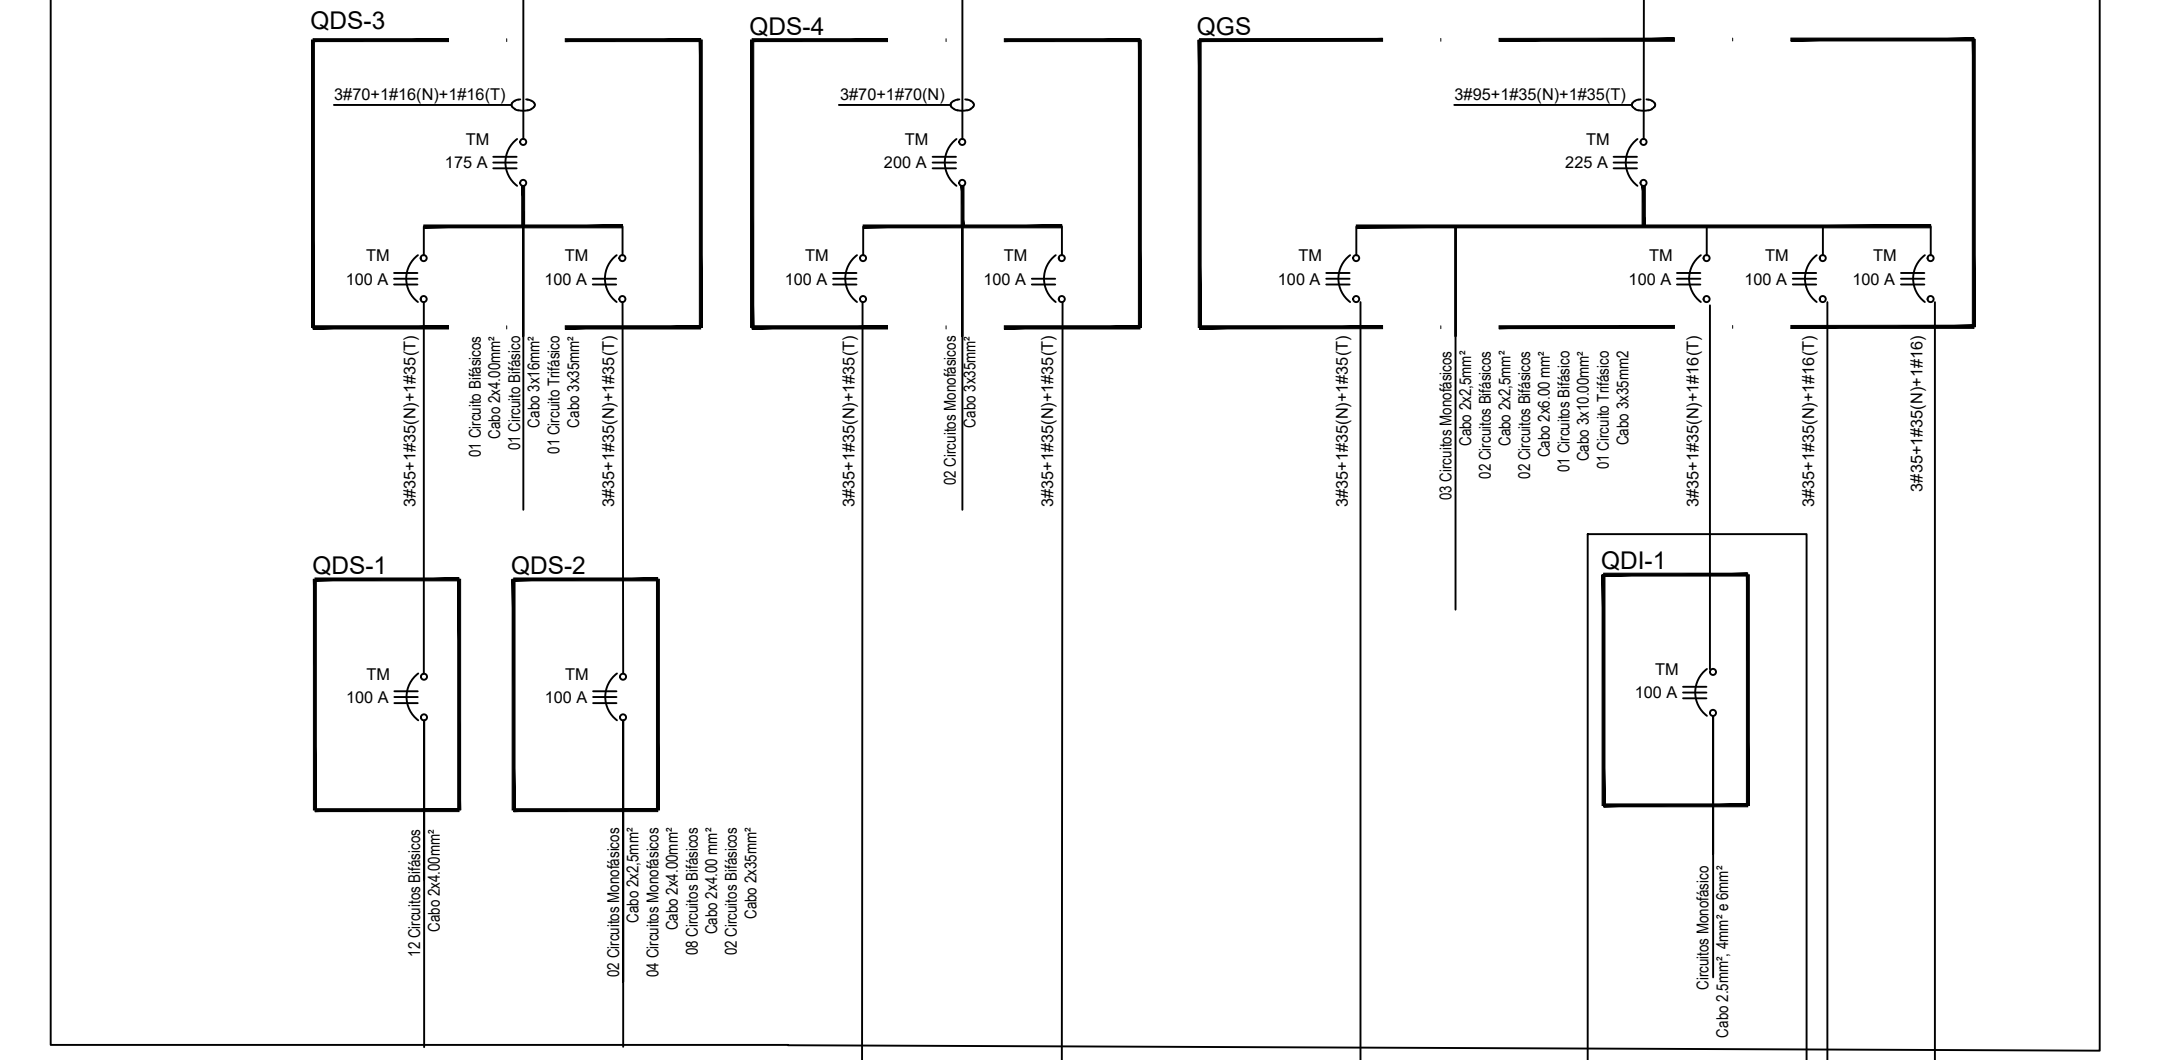 QDS-3
3#70+1#16(N)+1#16(T)
TM
175 A
TM
100 A
TM
100 A
3#35+1#35(N)+1#35(T)
01 Circuito Bifásicos
Cabo 2x4.00mm²
01 Circuito Bifásico
Cabo 3x16mm²
01 Circuito Trifásico
Cabo 3x35mm²
3#35+1#35(N)+1#35(T)
QDS-4
3#70+1#70(N)
TM
200 A
TM
100 A
TM
100 A
3#35+1#35(N)+1#35(T)
02 Circuitos Monofásicos
Cabo 3x35mm²
3#35+1#35(N)+1#35(T)
QGS
3#95+1#35(N)+1#35(T)
TM
225 A
TM
100 A
TM
100 A
TM
100 A
TM
100 A
3#35+1#35(N)+1#35(T)
03 Circuitos Monofásicos
Cabo 2x2,5mm²
02 Circuitos Bifásicos
Cabo 2x2,5mm²
02 Circuitos Bifásicos
Cabo 2x6.00 mm²
01 Circuitos Bifásico
Cabo 3x10.00mm²
01 Circuito Trifásico
Cabo 3x35mm2
3#35+1#35(N)+1#16(T)
3#35+1#35(N)+1#16(T)
3#35+1#35(N)+1#16)
QDS-1
TM
100 A
12 Circuitos Bifásicos
Cabo 2x4.00mm²
QDS-2
TM
100 A
02 Circuitos Monofásicos
Cabo 2x2,5mm²
04 Circuitos Monofásicos
Cabo 2x4.00mm²
08 Circuitos Bifásicos
Cabo 2x4.00 mm²
02 Circuitos Bifásicos
Cabo 2x35mm²
QDI-1
TM
100 A
Circuitos Monofásico
Cabo 2.5mm², 4mm² e 6mm²